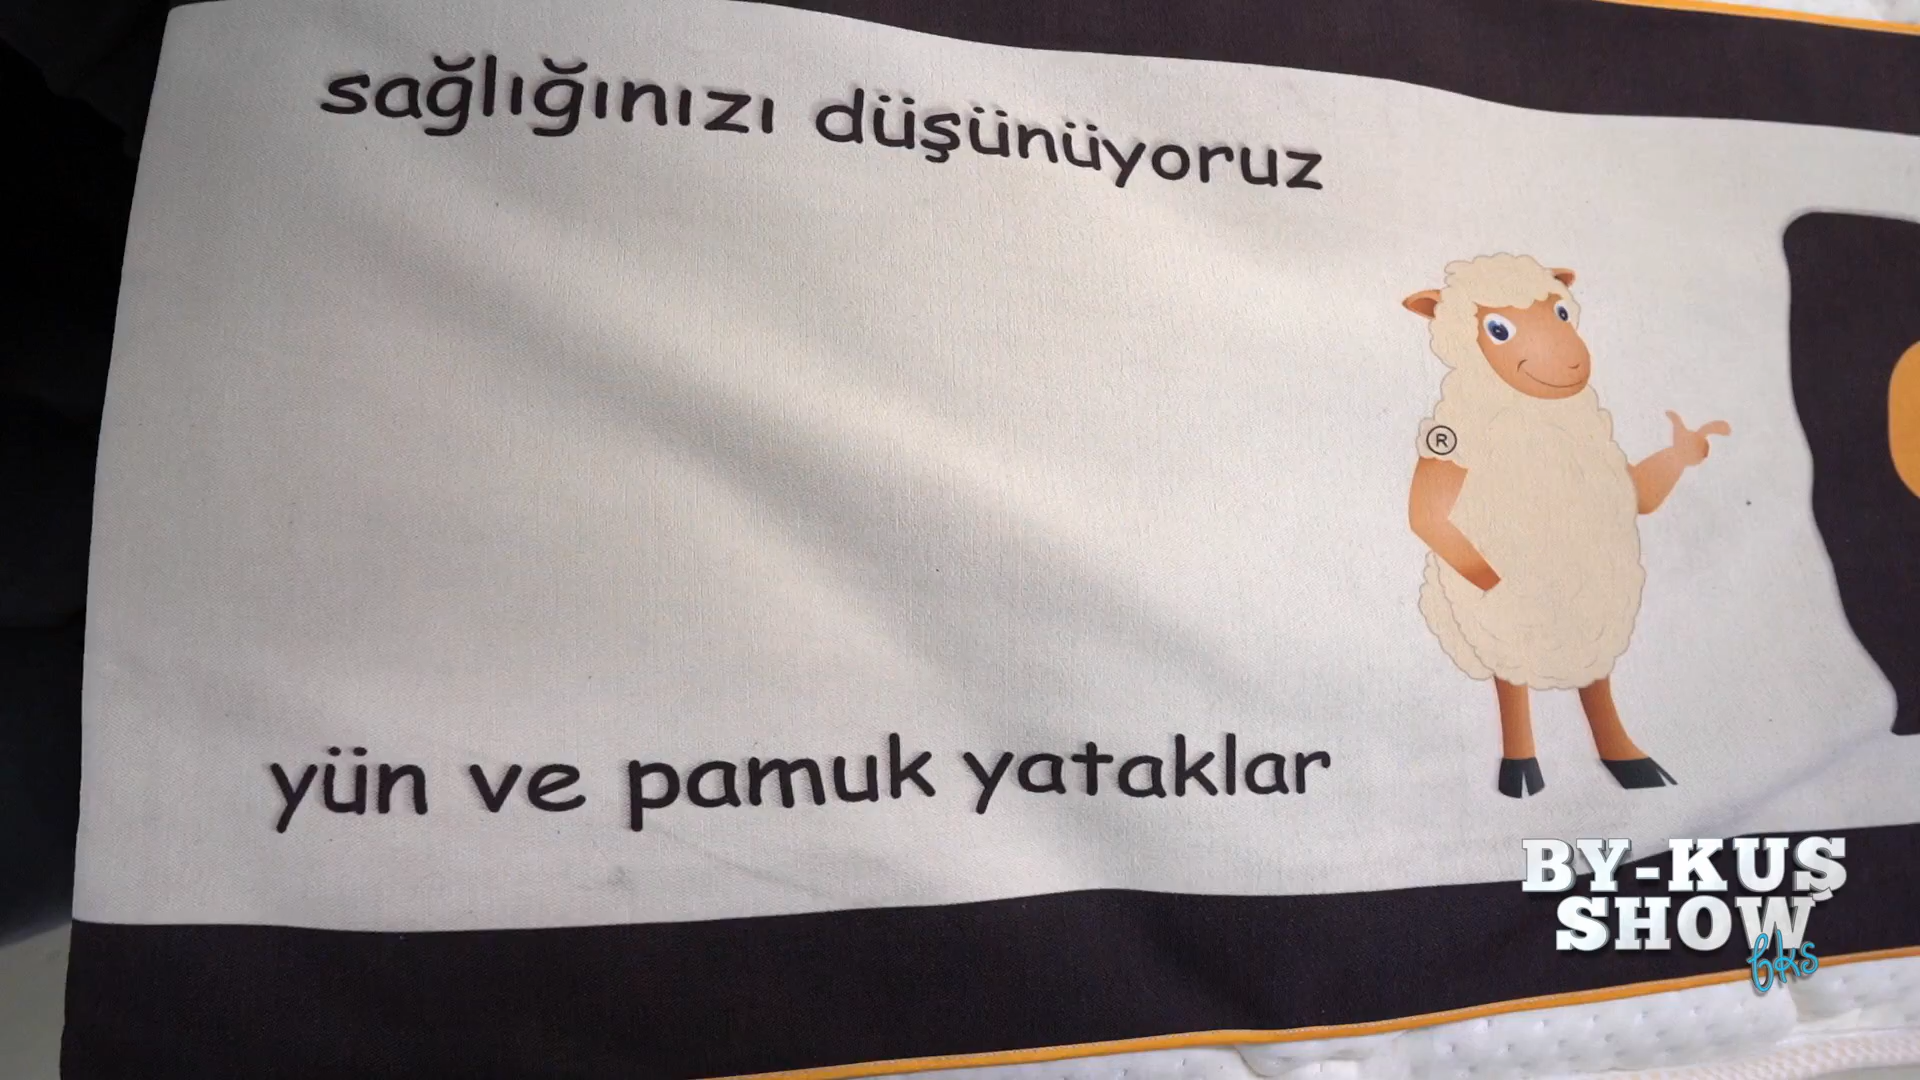 sağlığınızı düşünüyoruz
®
yün ve pamuk yataklar
BY-KUŞ
SHOW
bks